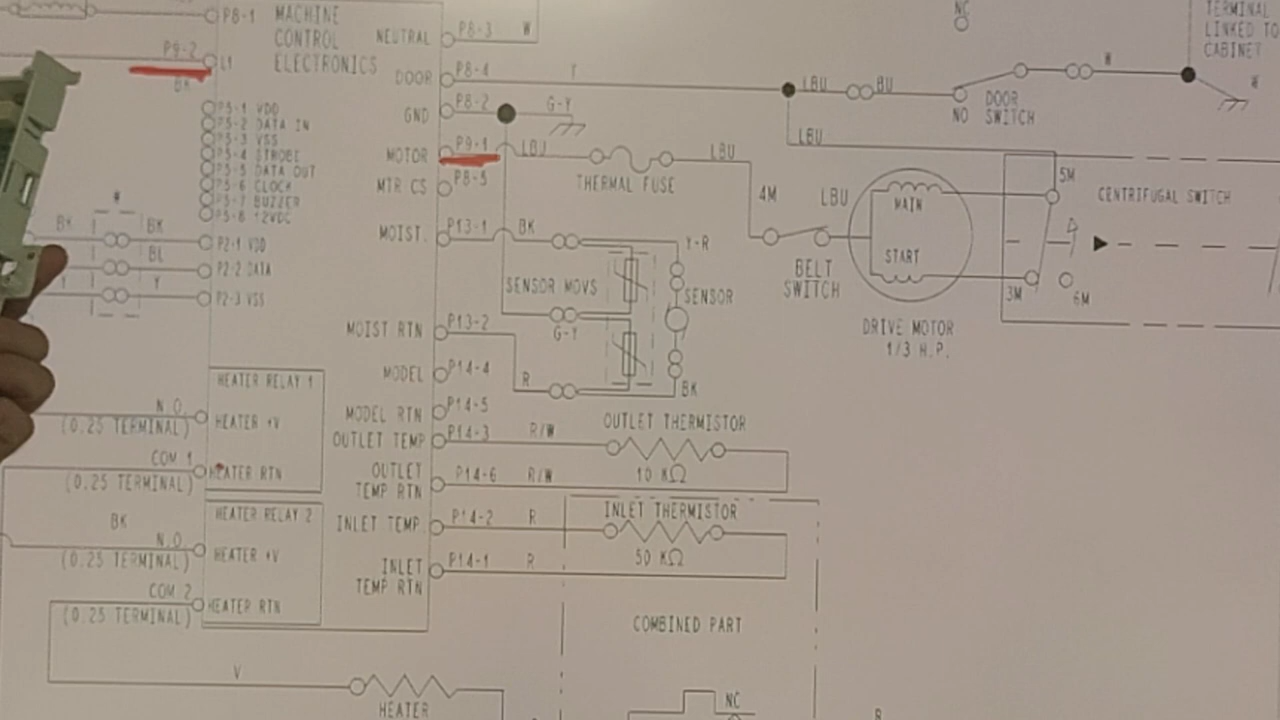 P8-1
MACHINE
CONTROL
ELECTRONICS
P9-2
L1
BK
P5-1 VDD
P5-2 DATA IN
P5-3 VSS
P5-4 STROBE
P5-5 DATA OUT
P5-6 CLOCK
P5-7 BUZZER
P5-8 12VDC
BK
*
BK
P2-1 VDD
BL
P2-2 DATA
Y
Y
P2-3 VSS
HEATER RELAY 1
N.O.
(0.25 TERMINAL)
HEATER +V
COM 1
(0.25 TERMINAL)
HEATER RTN
HEATER RELAY 2
BK
N.O.
(0.25 TERMINAL)
HEATER +V
COM 2
(0.25 TERMINAL)
HEATER RTN
V
HEATER
NEUTRAL
P8-3
W
DOOR
P8-4
GND
P8-2
G-Y
MOTOR
P9-1
LBU
THERMAL FUSE
LBU
MTR CS
P8-5
MOIST.
P13-1
BK
Y-R
SENSOR MOVS
SENSOR
G-Y
MOIST RTN
P13-2
R
BK
MODEL
P14-4
MODEL RTN
P14-5
OUTLET THERMISTOR
OUTLET TEMP
P14-3
R/W
10 KΩ
OUTLET
TEMP RTN
P14-6
R/W
INLET THERMISTOR
INLET TEMP.
P14-2
R
50 KΩ
INLET
TEMP RTN
P14-1
R
COMBINED PART
NC
NC
TERMINAL
LINKED TO
CABINET
LBU
BU
NO
DOOR
SWITCH
LBU
4M
LBU
BELT
SWITCH
MAIN
START
DRIVE MOTOR
1/3 H.P.
5M
CENTRIFUGAL SWITCH
3M
6M